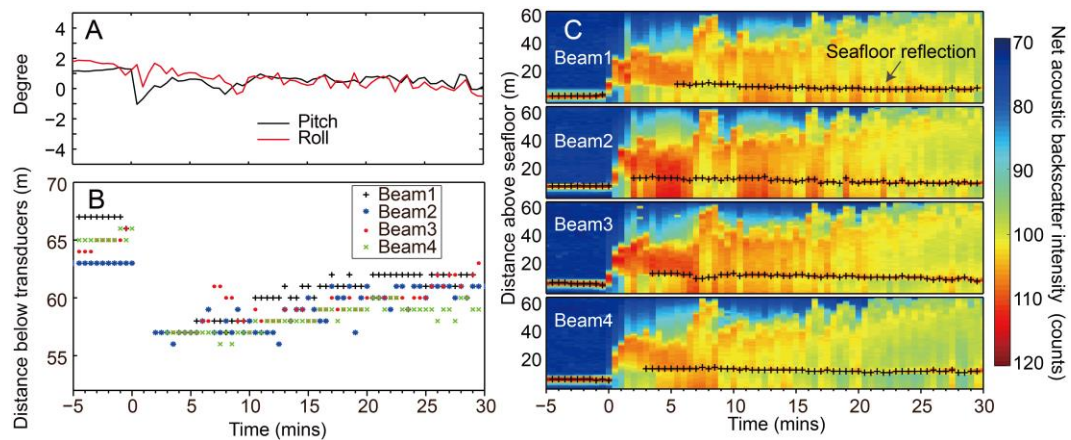 A
Degree
4
2
0
-2
-4
Pitch
Roll
B
Distance below transducers (m)
70
65
60
55
Beam1
Beam2
Beam3
Beam4
-5 0 5 10 15 20 25 30
Time (mins)
C
Distance above seafloor (m)
Beam1
Seafloor reflection
60
40
20
Beam2
60
40
20
Beam3
60
40
20
Beam4
60
40
20
-5 0 5 10 15 20 25 30
Time (mins)
70
80
90
100
110
120
Net acoustic backscatter intensity (counts)